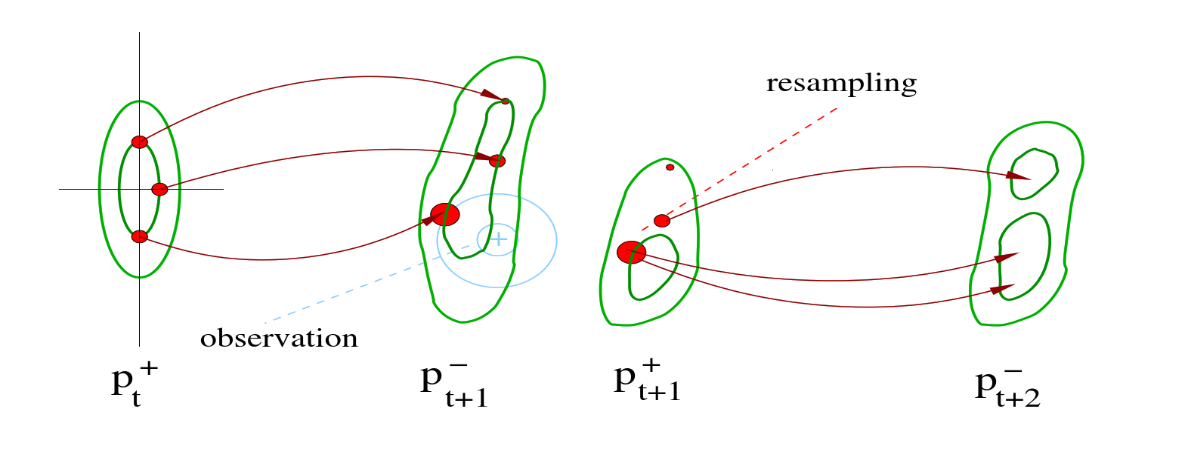 resampling
observation
p_t^+
p_{t+1}^−
p_{t+1}^+
p_{t+2}^−